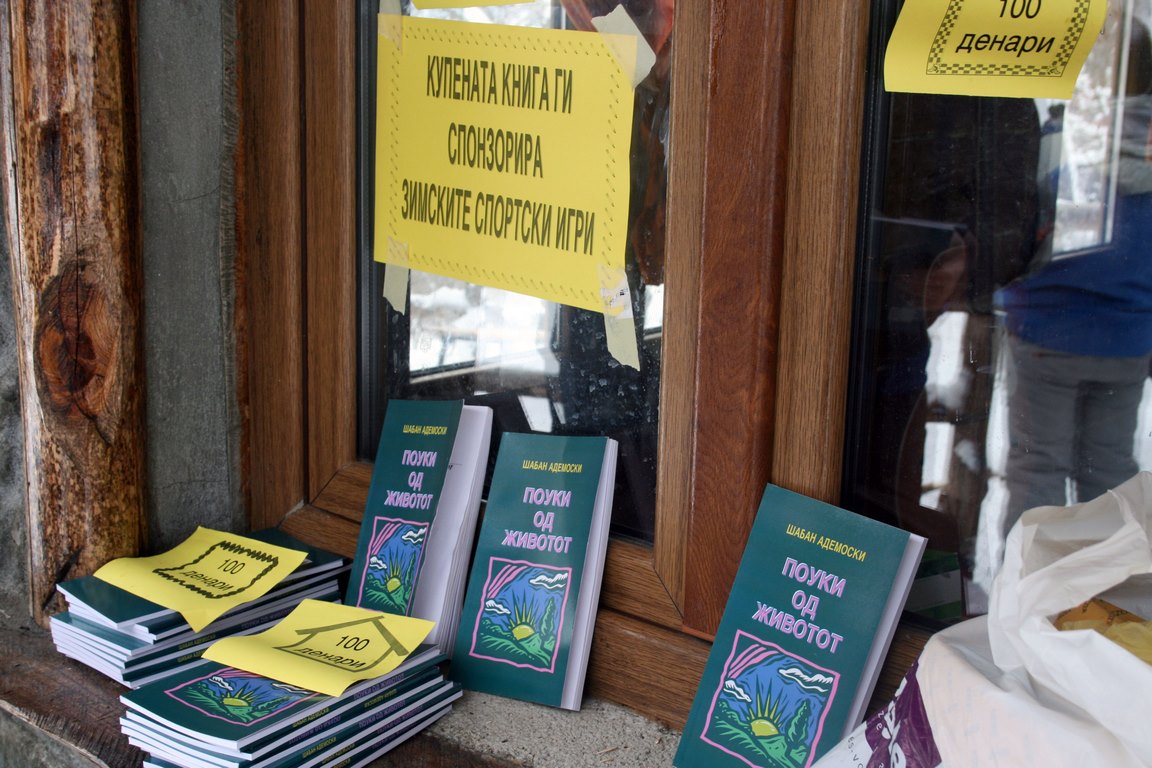 КУПЕНАТА КНИГА ГИ
СПОНЗОРИРА
ЗИМСКИТЕ СПОРТСКИ ИГРИ
100
денари
ШАБАН АДЕМОСКИ
ПОУКИ
ОД
ЖИВОТОТ
ШАБАН АДЕМОСКИ
ПОУКИ
ОД
ЖИВОТОТ
ШАБАН АДЕМОСКИ
ПОУКИ
ОД
ЖИВОТОТ
100
денари
100
денари